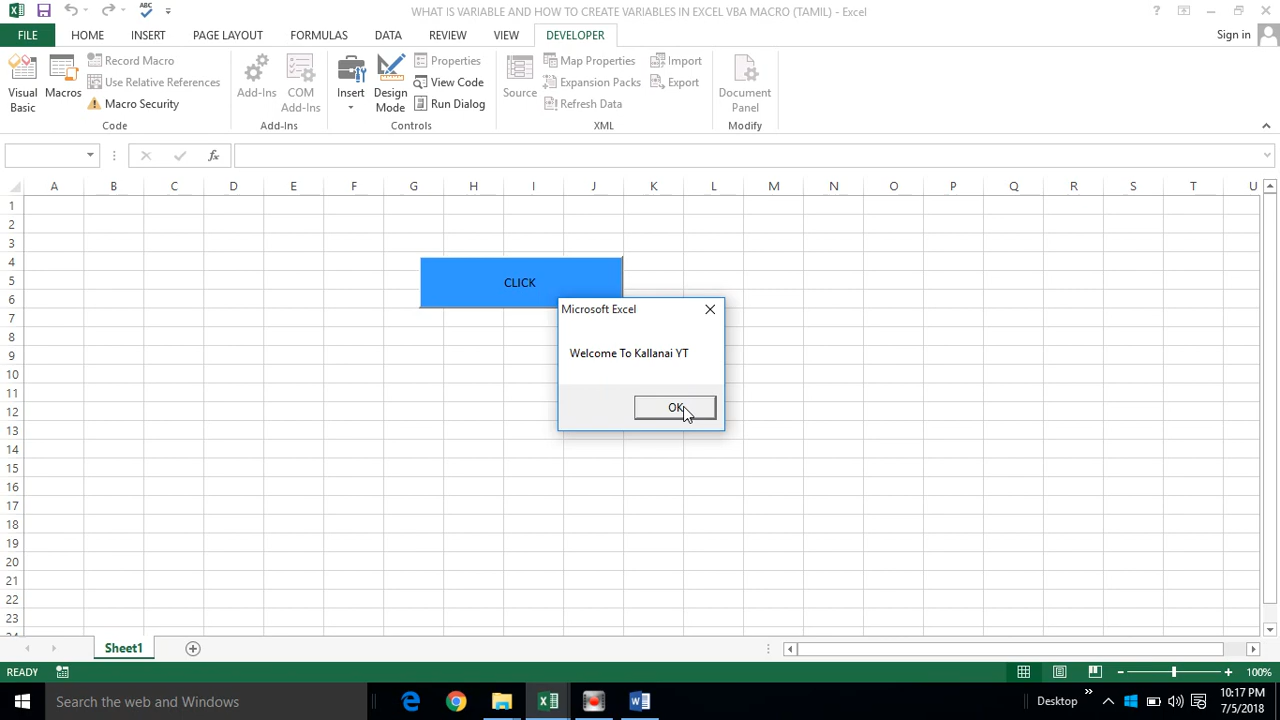 WHAT IS VARIABLE AND HOW TO CREATE VARIABLES IN EXCEL VBA MACRO (TAMIL) - Excel
FILE HOME INSERT PAGE LAYOUT FORMULAS DATA REVIEW VIEW DEVELOPER Sign in
Visual Basic
Macros
Record Macro
Use Relative References
Macro Security
Code
Add-Ins
COM Add-Ins
Add-Ins
Insert
Design Mode
Properties
View Code
Run Dialog
Controls
Source
Map Properties
Expansion Packs
Refresh Data
Import
Export
XML
Document Panel
Modify
fx
A B C D E F G H I J K L M N O P Q R S T U
1
2
3
4
5
6
7
8
9
10
11
12
13
14
15
16
17
18
19
20
21
22
23
24
CLICK
Microsoft Excel
Welcome To Kallanai YT
OK
Sheet1
READY 100%
Search the web and Windows
Desktop
10:17 PM
7/5/2018